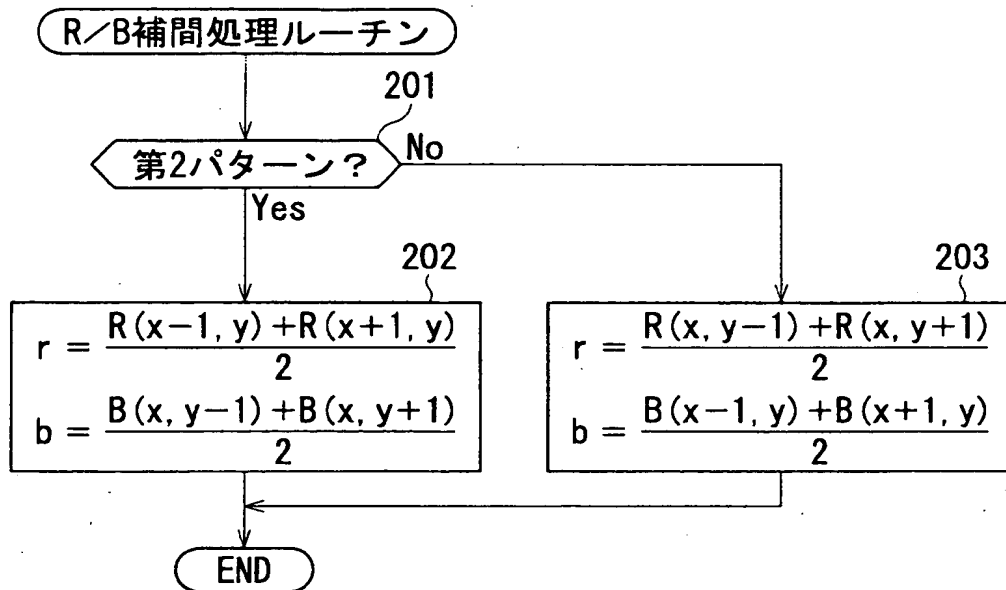 R/B補間処理ルーチン
201
第2パターン?
No
Yes
202
r = R(x-1, y)+R(x+1, y) / 2
b = B(x, y-1)+B(x, y+1) / 2
203
r = R(x, y-1)+R(x, y+1) / 2
b = B(x-1, y)+B(x+1, y) / 2
END